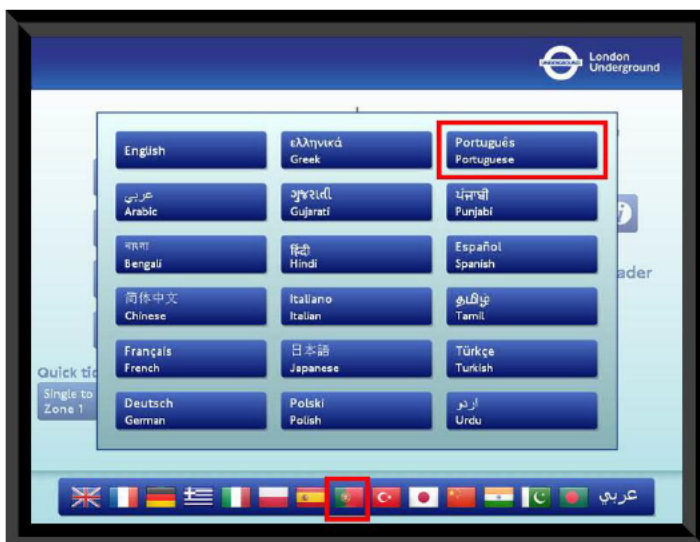 London
Underground
UNDERGROUND
English
عربي
Arabic
বাংলা
Bengali
简体中文
Chinese
Français
French
Deutsch
German
ελληνικά
Greek
ગુજરાતી
Gujarati
हिंदी
Hindi
Italiano
Italian
日本語
Japanese
Polski
Polish
Português
Portuguese
ਪੰਜਾਬੀ
Punjabi
Español
Spanish
தமிழ்
Tamil
Türkçe
Turkish
اردو
Urdu
ader
Quick tic
Single to
Zone 1
عربي